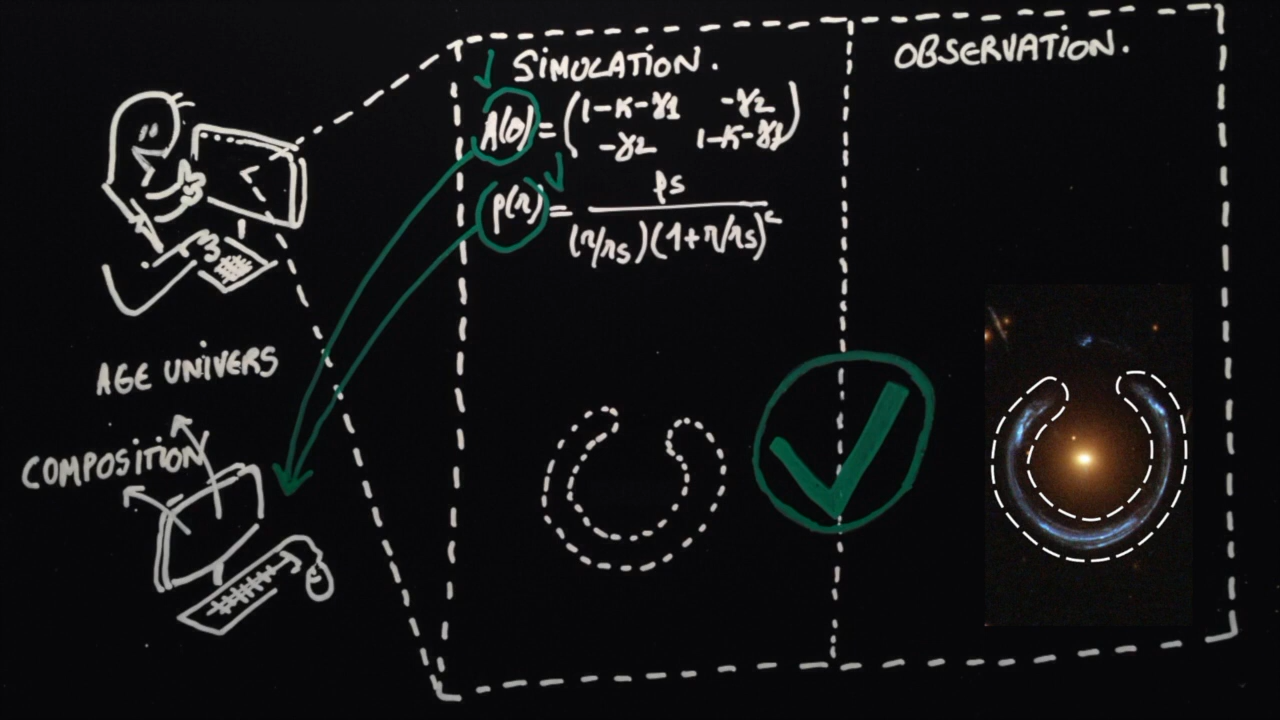 SIMULATION.
OBSERVATION.
A(θ) = (1-K-γ1 -γ2
-γ2 1-K-γ1)
ρ(r) = ρs
(r/rs)(1+r/rs)²
AGE UNIVERS
COMPOSITION